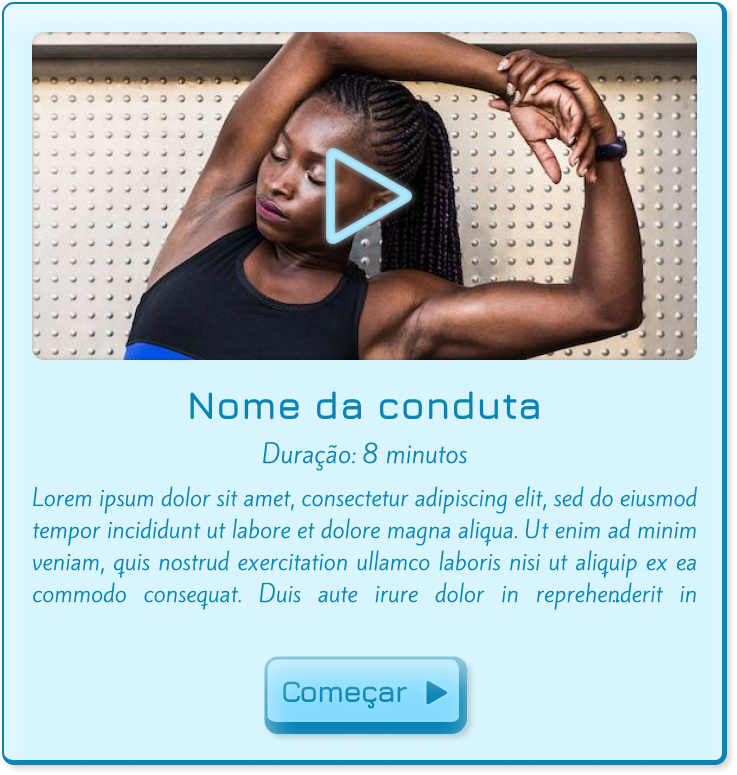 Nome da conduta
Duração: 8 minutos
Lorem ipsum dolor sit amet, consectetur adipiscing elit, sed do eiusmod
tempor incididunt ut labore et dolore magna aliqua. Ut enim ad minim
veniam, quis nostrud exercitation ullamco laboris nisi ut aliquip ex ea
commodo consequat. Duis aute irure dolor in reprehen..derit in
Começar